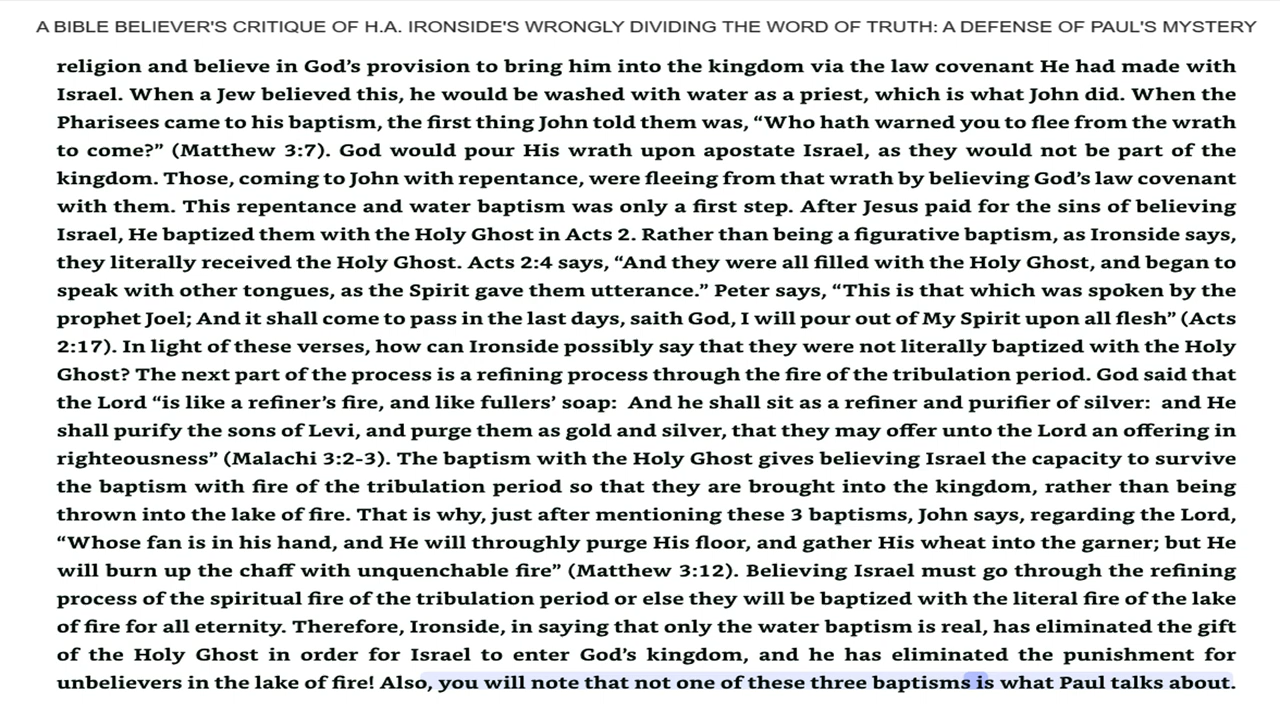 A BIBLE BELIEVER'S CRITIQUE OF H.A. IRONSIDE'S WRONGLY DIVIDING THE WORD OF TRUTH: A DEFENSE OF PAUL'S MYSTERY
religion and believe in God’s provision to bring him into the kingdom via the law covenant He had made with
Israel. When a Jew believed this, he would be washed with water as a priest, which is what John did. When the
Pharisees came to his baptism, the first thing John told them was, “Who hath warned you to flee from the wrath
to come?” (Matthew 3:7). God would pour His wrath upon apostate Israel, as they would not be part of the
kingdom. Those, coming to John with repentance, were fleeing from that wrath by believing God’s law covenant
with them. This repentance and water baptism was only a first step. After Jesus paid for the sins of believing
Israel, He baptized them with the Holy Ghost in Acts 2. Rather than being a figurative baptism, as Ironside says,
they literally received the Holy Ghost. Acts 2:4 says, “And they were all filled with the Holy Ghost, and began to
speak with other tongues, as the Spirit gave them utterance.” Peter says, “This is that which was spoken by the
prophet Joel; And it shall come to pass in the last days, saith God, I will pour out of My Spirit upon all flesh” (Acts
2:17). In light of these verses, how can Ironside possibly say that they were not literally baptized with the Holy
Ghost? The next part of the process is a refining process through the fire of the tribulation period. God said that
the Lord “is like a refiner’s fire, and like fullers’ soap: And he shall sit as a refiner and purifier of silver: and He
shall purify the sons of Levi, and purge them as gold and silver, that they may offer unto the Lord an offering in
righteousness” (Malachi 3:2-3). The baptism with the Holy Ghost gives believing Israel the capacity to survive
the baptism with fire of the tribulation period so that they are brought into the kingdom, rather than being
thrown into the lake of fire. That is why, just after mentioning these 3 baptisms, John says, regarding the Lord,
“Whose fan is in his hand, and He will throughly purge His floor, and gather His wheat into the garner; but He
will burn up the chaff with unquenchable fire” (Matthew 3:12). Believing Israel must go through the refining
process of the spiritual fire of the tribulation period or else they will be baptized with the literal fire of the lake
of fire for all eternity. Therefore, Ironside, in saying that only the water baptism is real, has eliminated the gift
of the Holy Ghost in order for Israel to enter God’s kingdom, and he has eliminated the punishment for
unbelievers in the lake of fire! Also, you will note that not one of these three baptisms is what Paul talks about.